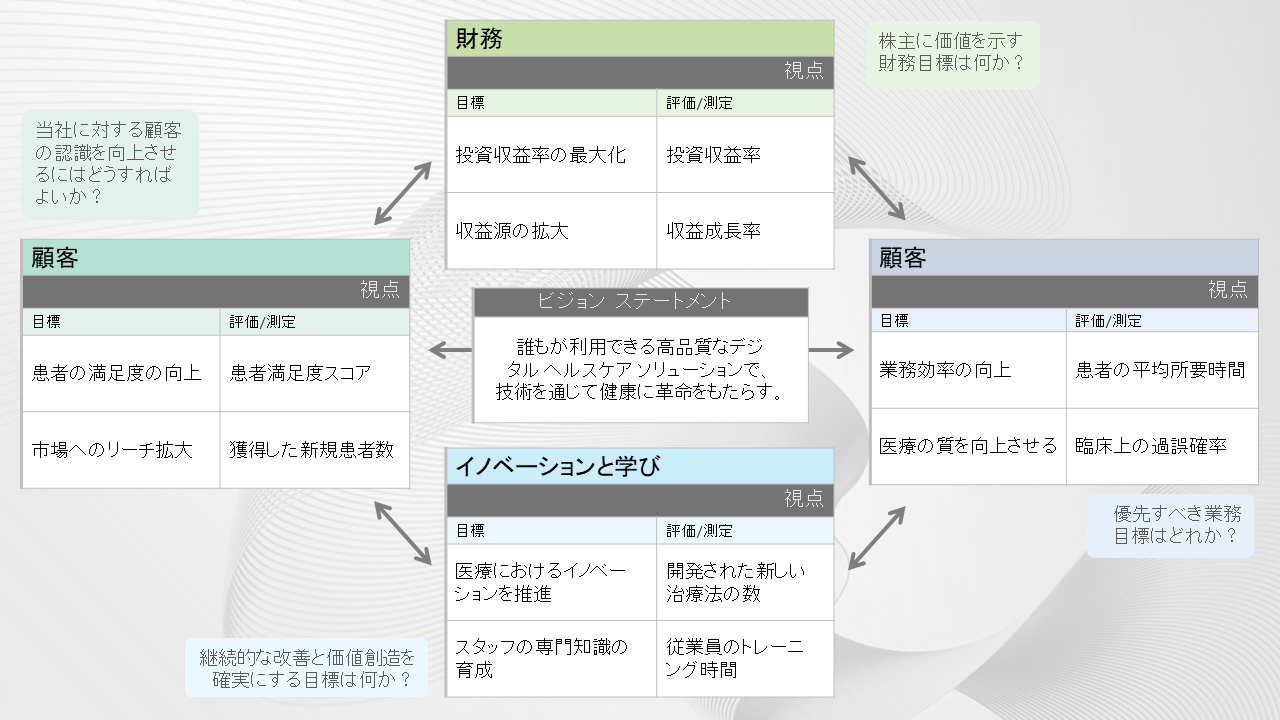 財務
視点
目標 評価/測定
投資収益率の最大化 投資収益率
収益源の拡大 収益成長率
株主に価値を示す
財務目標は何か？
当社に対する顧客
の認識を向上させ
るにはどうすれば
よいか？
顧客
視点
目標 評価/測定
患者の満足度の向上 患者満足度スコア
市場へのリーチ拡大 獲得した新規患者数
ビジョン ステートメント
誰もが利用できる高品質なデジ
タル ヘルスケア ソリューションで、
技術を通じて健康に革命をもたらす。
顧客
視点
目標 評価/測定
業務効率の向上 患者の平均所要時間
医療の質を向上させる 臨床上の過誤確率
優先すべき業務
目標はどれか？
イノベーションと学び
視点
目標 評価/測定
医療におけるイノベー
ションを推進
開発された新しい
治療法の数
スタッフの専門知識の
育成
従業員のトレーニ
ング時間
継続的な改善と価値創造を
確実にする目標は何か？